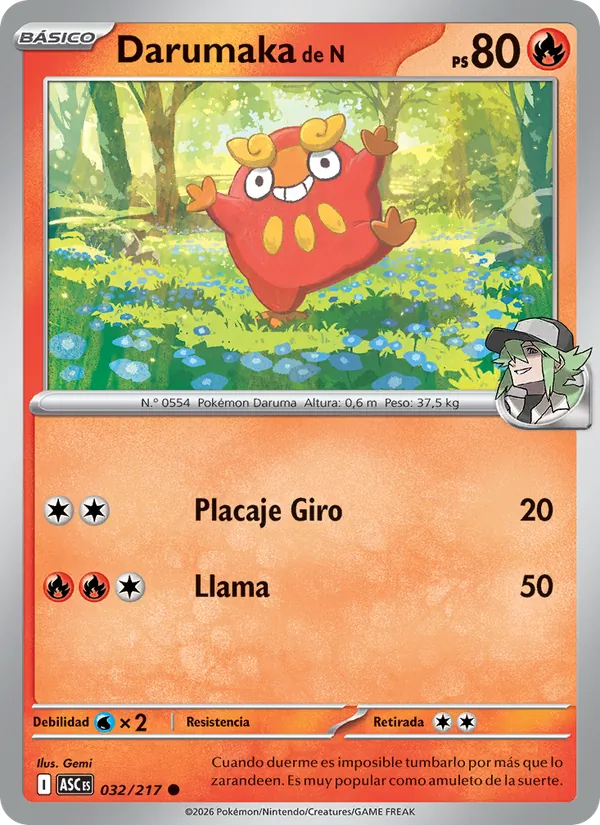 BÁSICO
Darumaka de N
PS 80
N.º 0554 Pokémon Daruma Altura: 0,6 m Peso: 37,5 kg
Placaje Giro 20
Llama 50
Debilidad × 2 Resistencia Retirada
Ilus. Gemi
Cuando duerme es imposible tumbarlo por más que lo
zarandeen. Es muy popular como amuleto de la suerte.
I ASC ES 032/217
©2026 Pokémon/Nintendo/Creatures/GAME FREAK